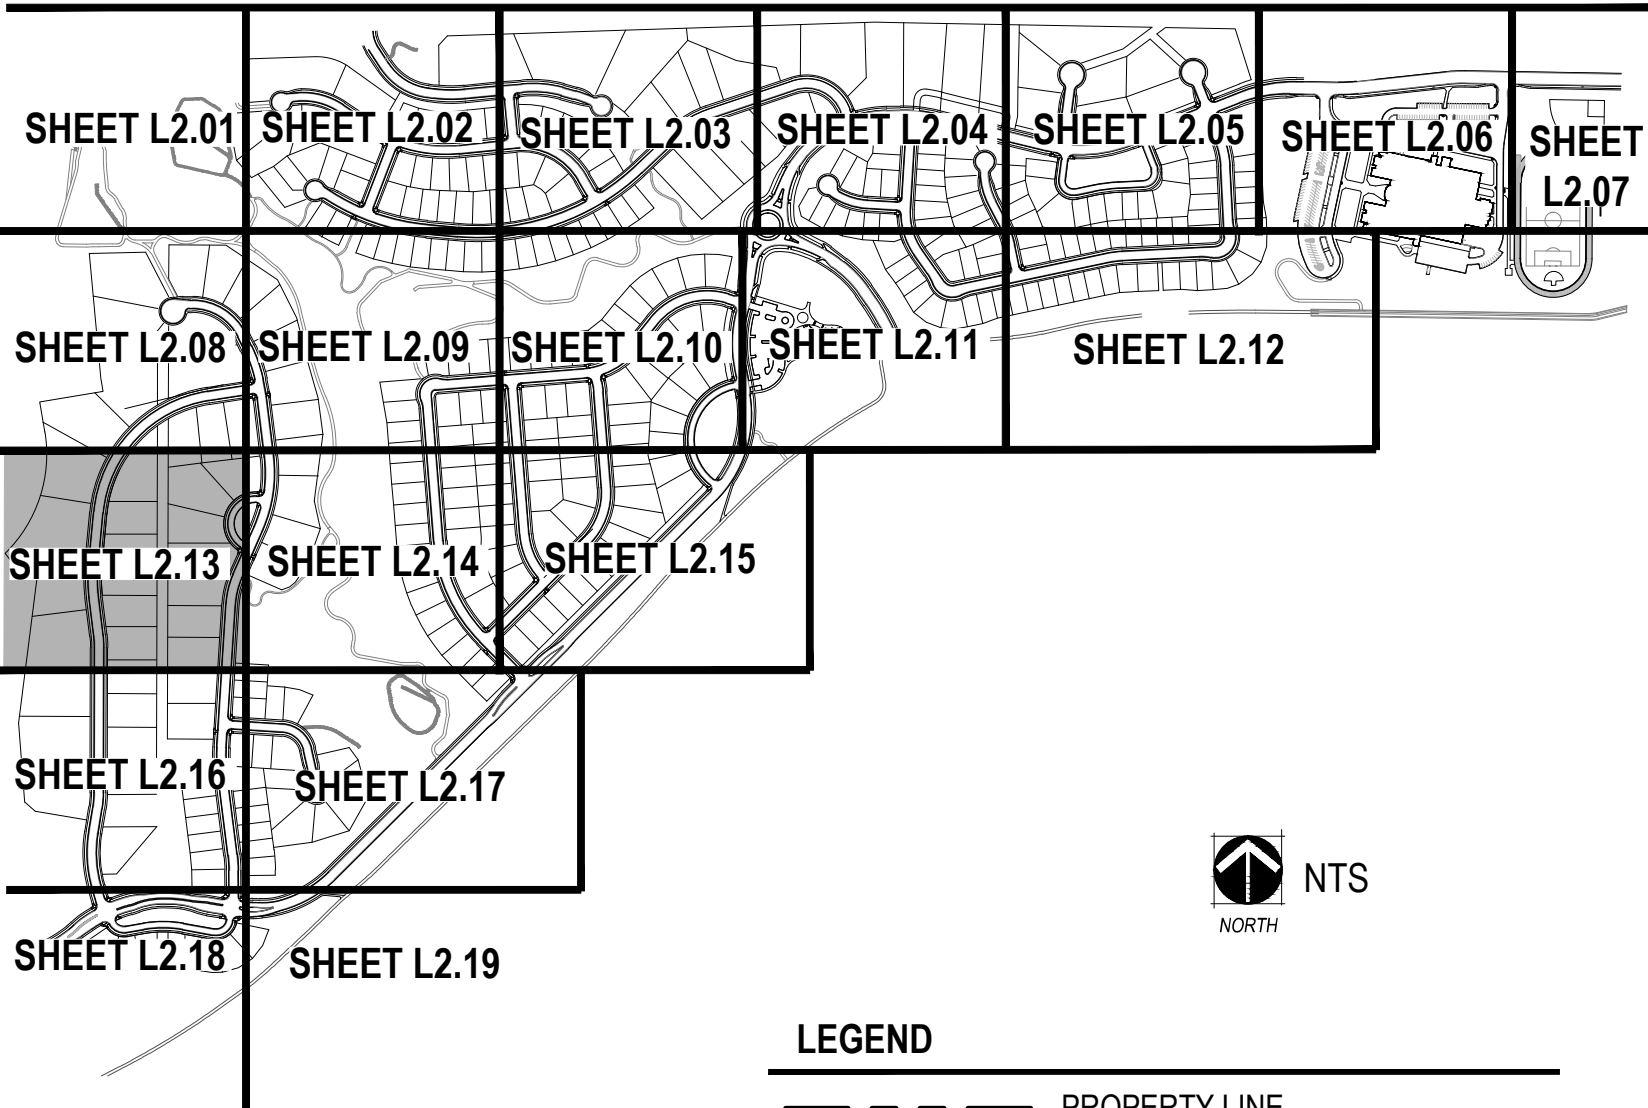 SHEET L2.01
SHEET L2.02
SHEET L2.03
SHEET L2.04
SHEET L2.05
SHEET L2.06
SHEET
L2.07
SHEET L2.08
SHEET L2.09
SHEET L2.10
SHEET L2.11
SHEET L2.12
SHEET L2.13
SHEET L2.14
SHEET L2.15
SHEET L2.16
SHEET L2.17
NTS
NORTH
SHEET L2.18
SHEET L2.19
LEGEND
PROPERTY LINE